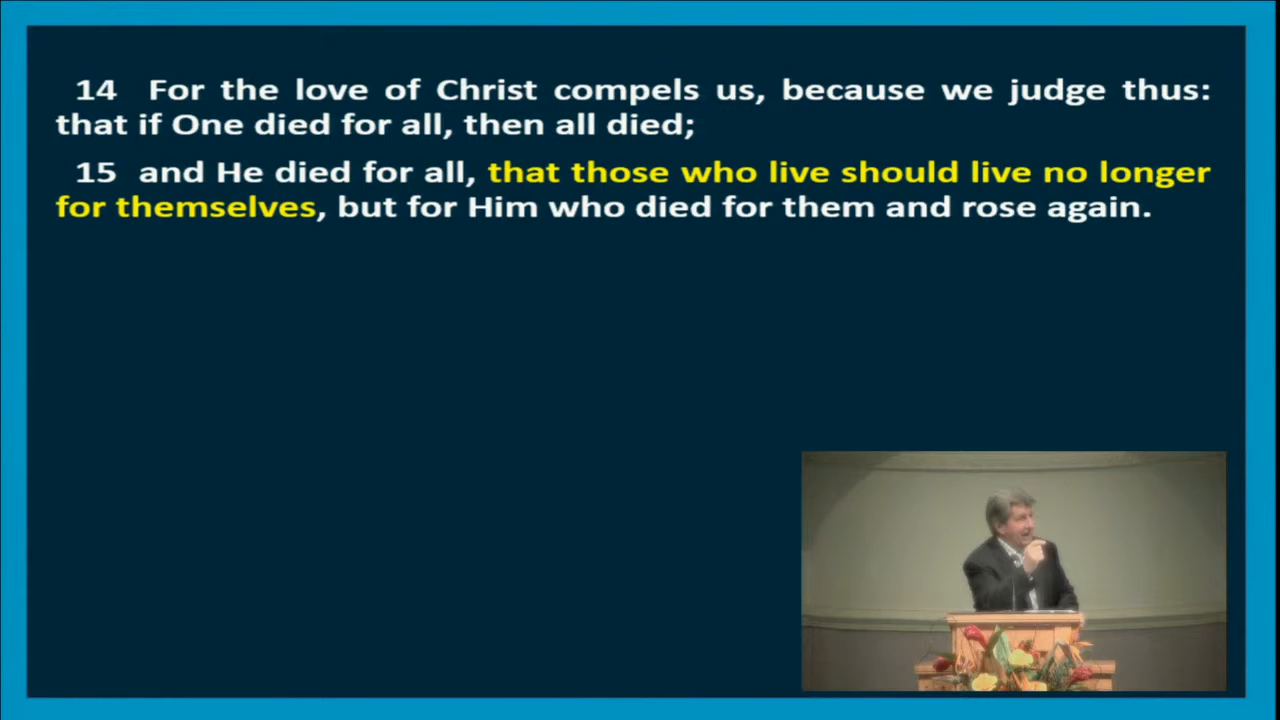 14 For the love of Christ compels us, because we judge thus:
that if One died for all, then all died;
15 and He died for all, that those who live should live no longer
for themselves, but for Him who died for them and rose again.